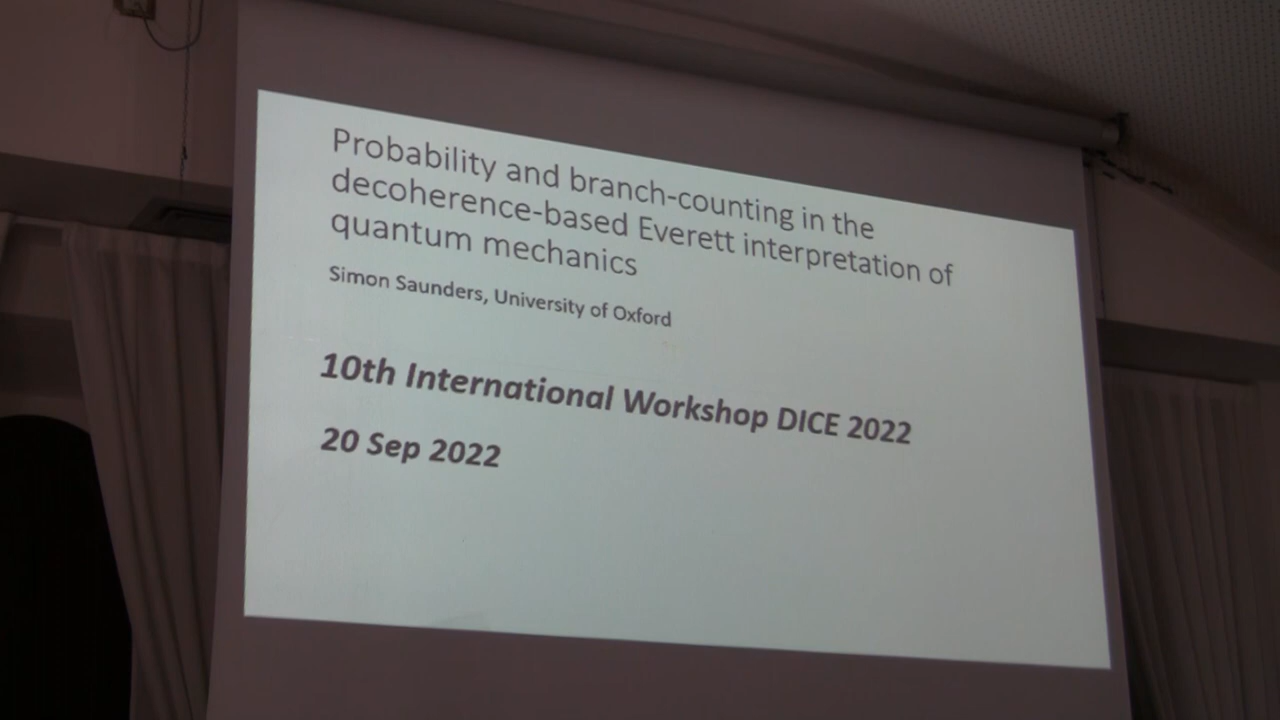 Probability and branch-counting in the
decoherence-based Everett interpretation of
quantum mechanics
Simon Saunders, University of Oxford
10th International Workshop DICE 2022
20 Sep 2022